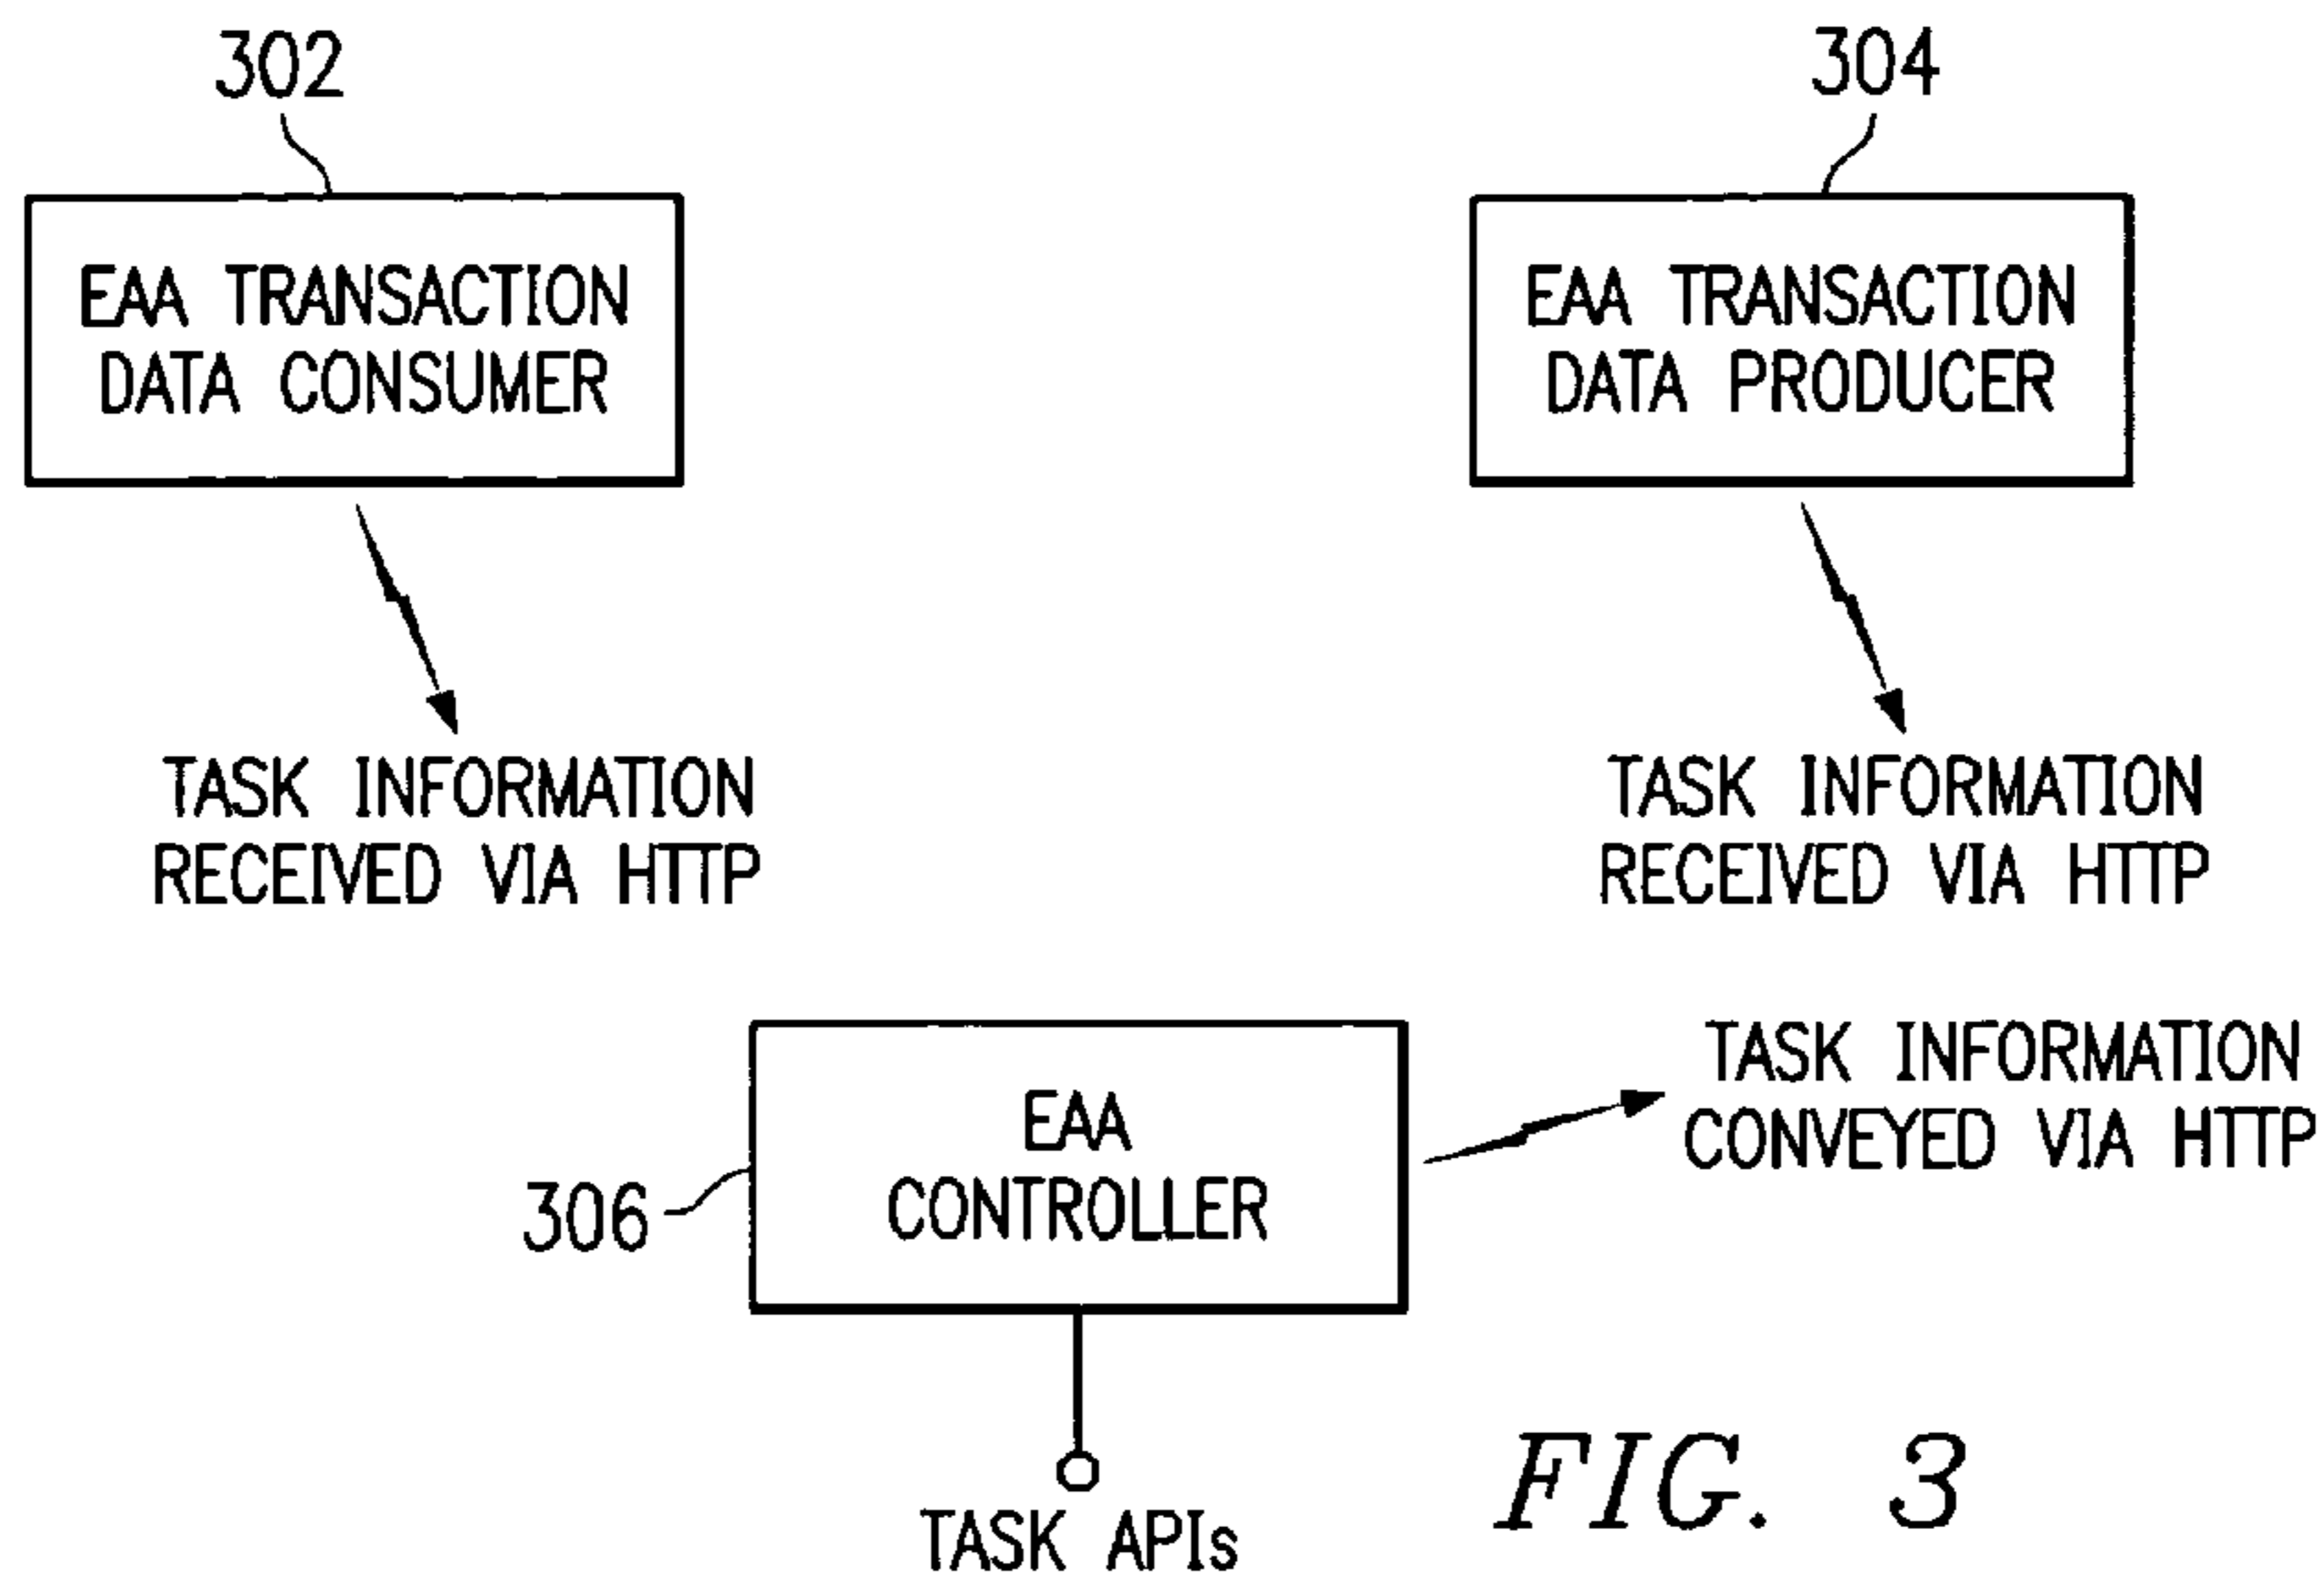 302
304
EAA TRANSACTION
DATA CONSUMER
EAA TRANSACTION
DATA PRODUCER
TASK INFORMATION
RECEIVED VIA HTTP
TASK INFORMATION
RECEIVED VIA HTTP
EAA
CONTROLLER
306
TASK INFORMATION
CONVEYED VIA HTTP
TASK APIs
FIG. 3